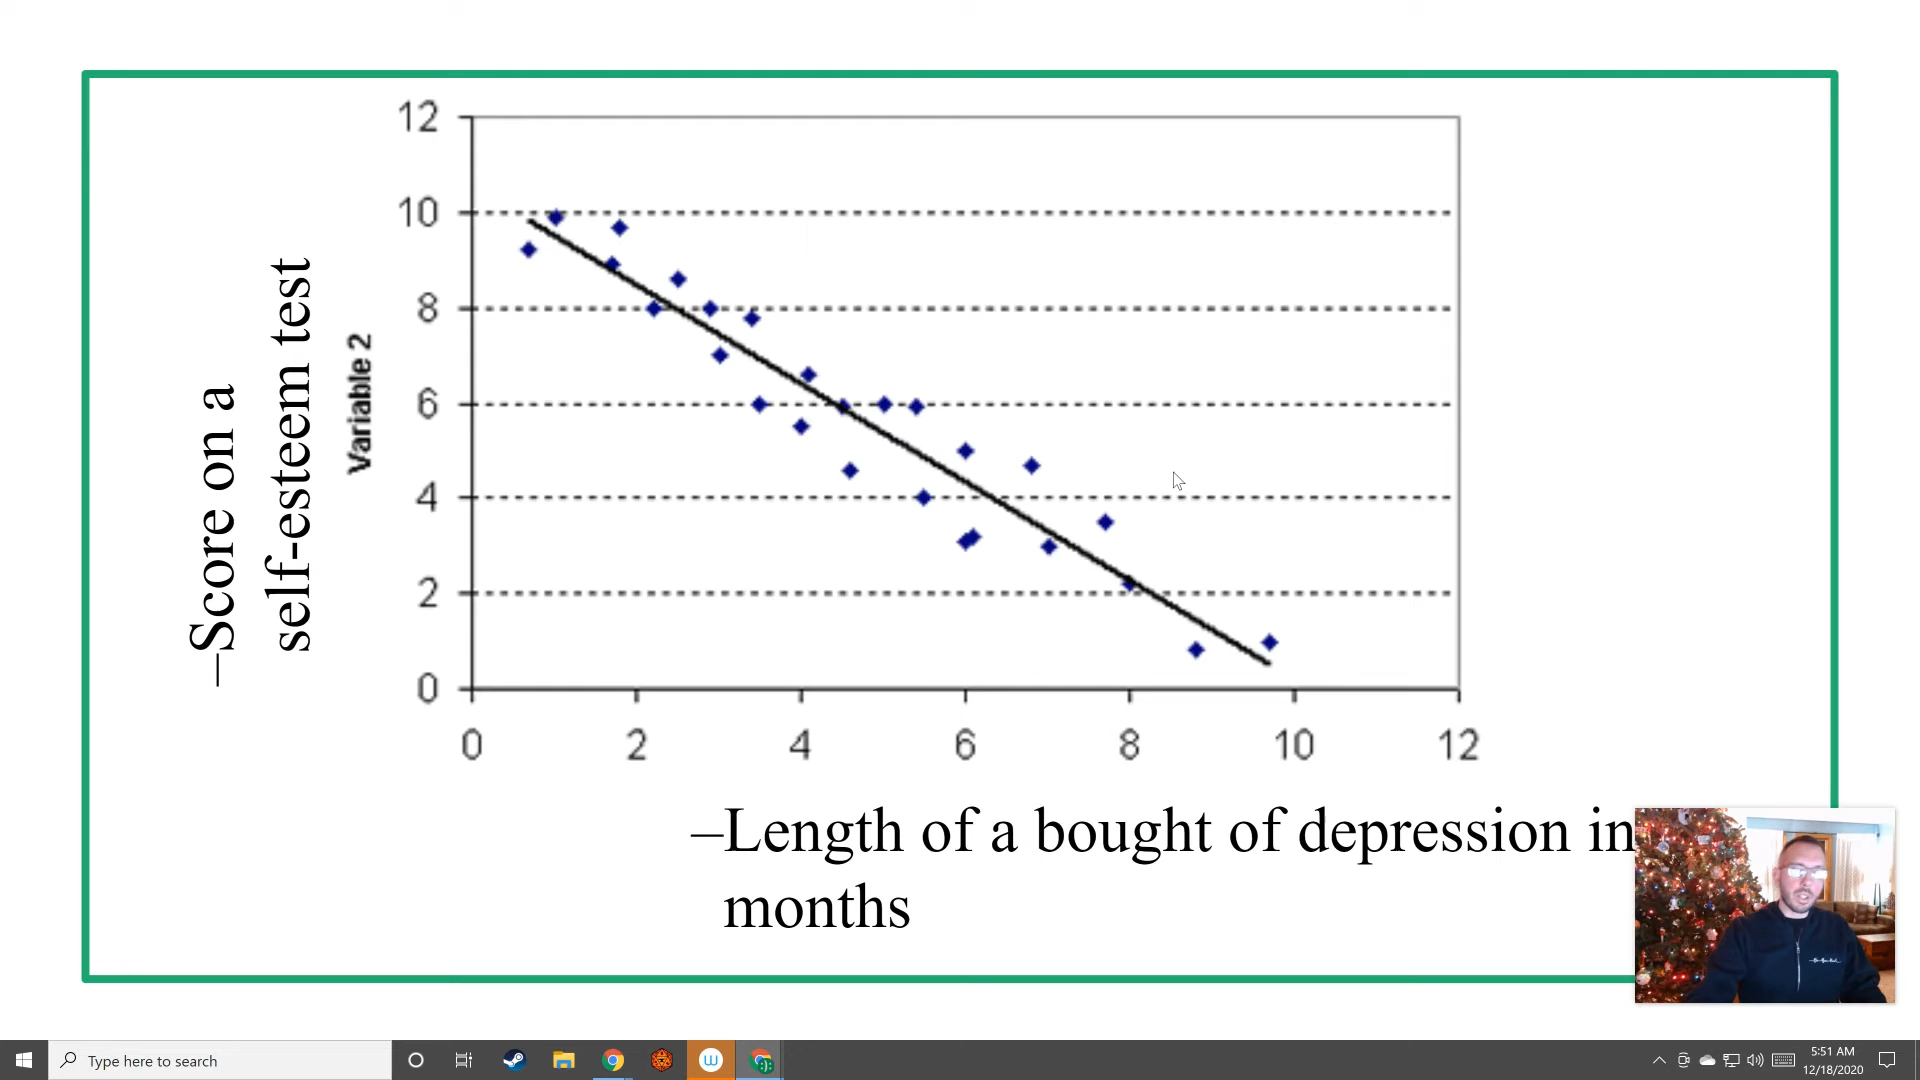 12
10
8
6
4
2
0
Variable 2
–Score on a
self-esteem test
0 2 4 6 8 10 12
–Length of a bought of depression in
months
Type here to search
5:51 AM
12/18/2020